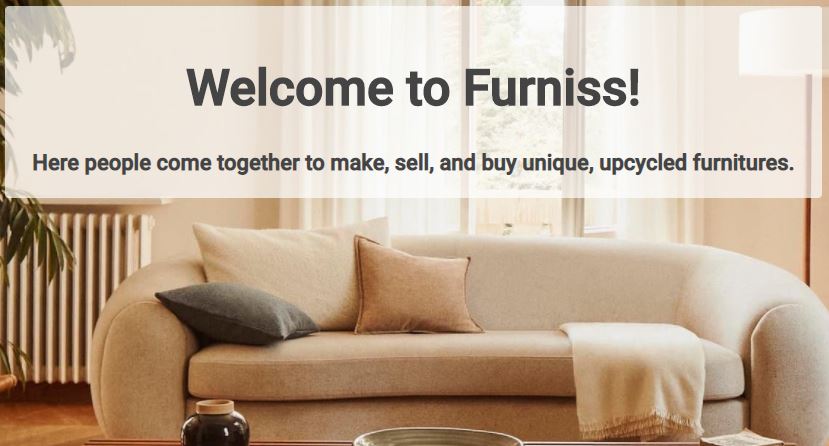 Welcome to Furniss!
Here people come together to make, sell, and buy unique, upcycled furnitures.